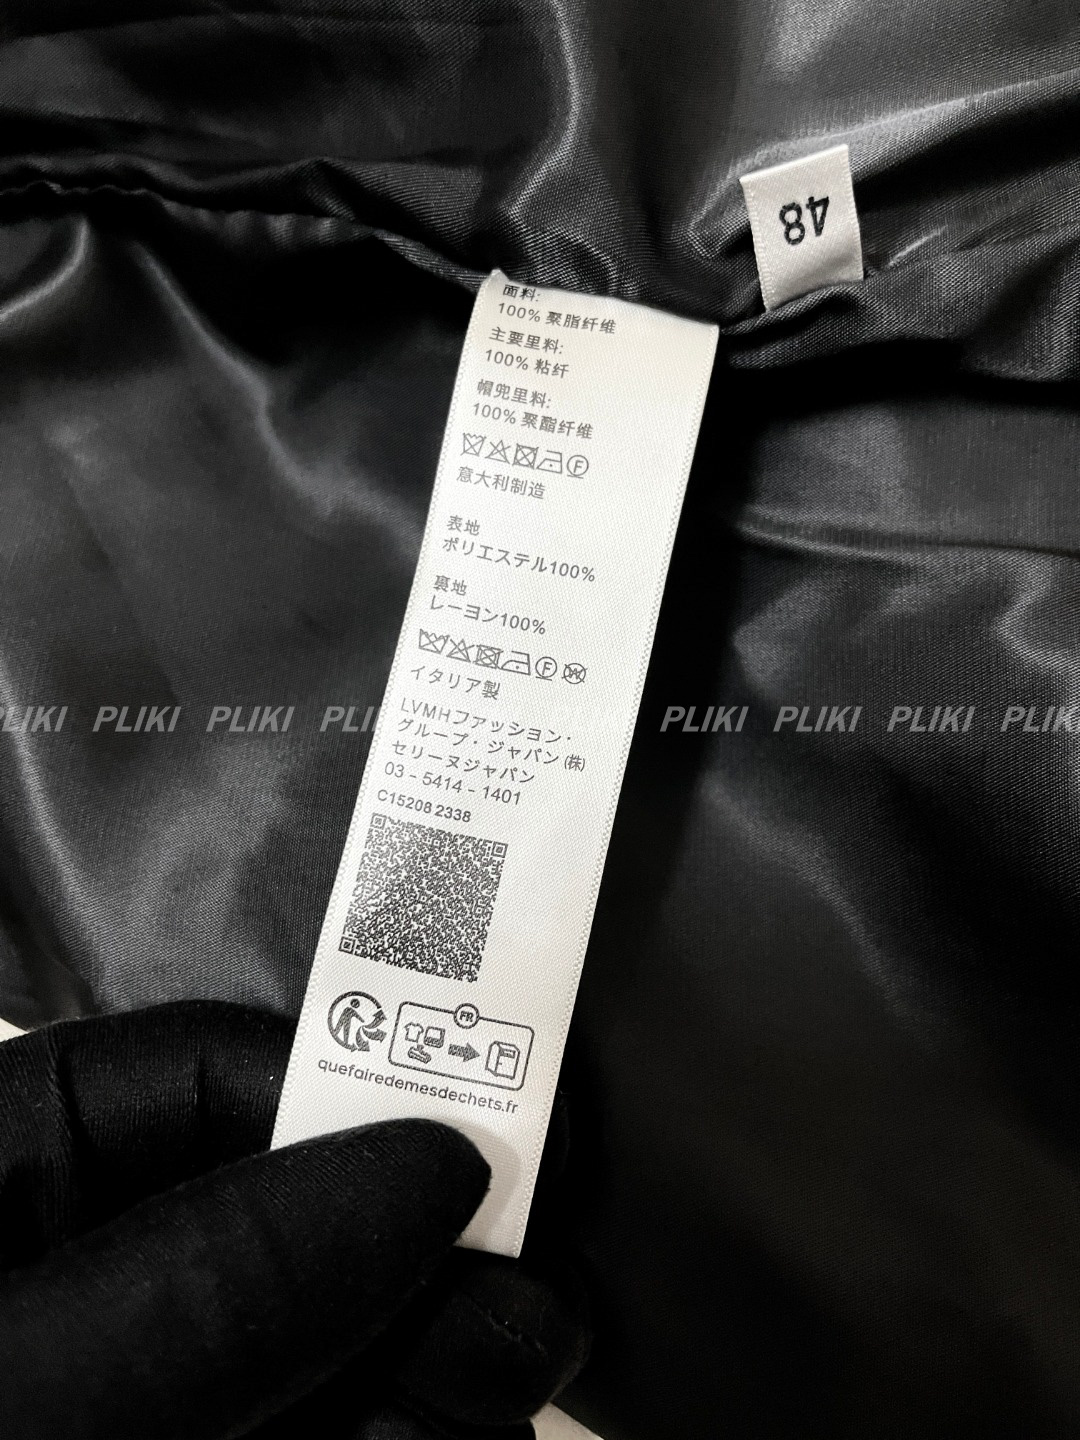 48
面料:
100% 聚脂纤维
主要里料:
100% 粘纤
帽兜里料:
100% 聚酯纤维
F
意大利制造
表地
ポリエステル100%
裏地
レーヨン100%
F W
イタリア製
LVMHファッション・
グループ・ジャパン (株)
セリーヌジャパン
03 - 5414 - 1401
C15208 2338
FR
quefairedemesdechets.fr
PLIKI PLIKI PLIKI PLIKI PLIKI PLIKI PLIKI PLIKI